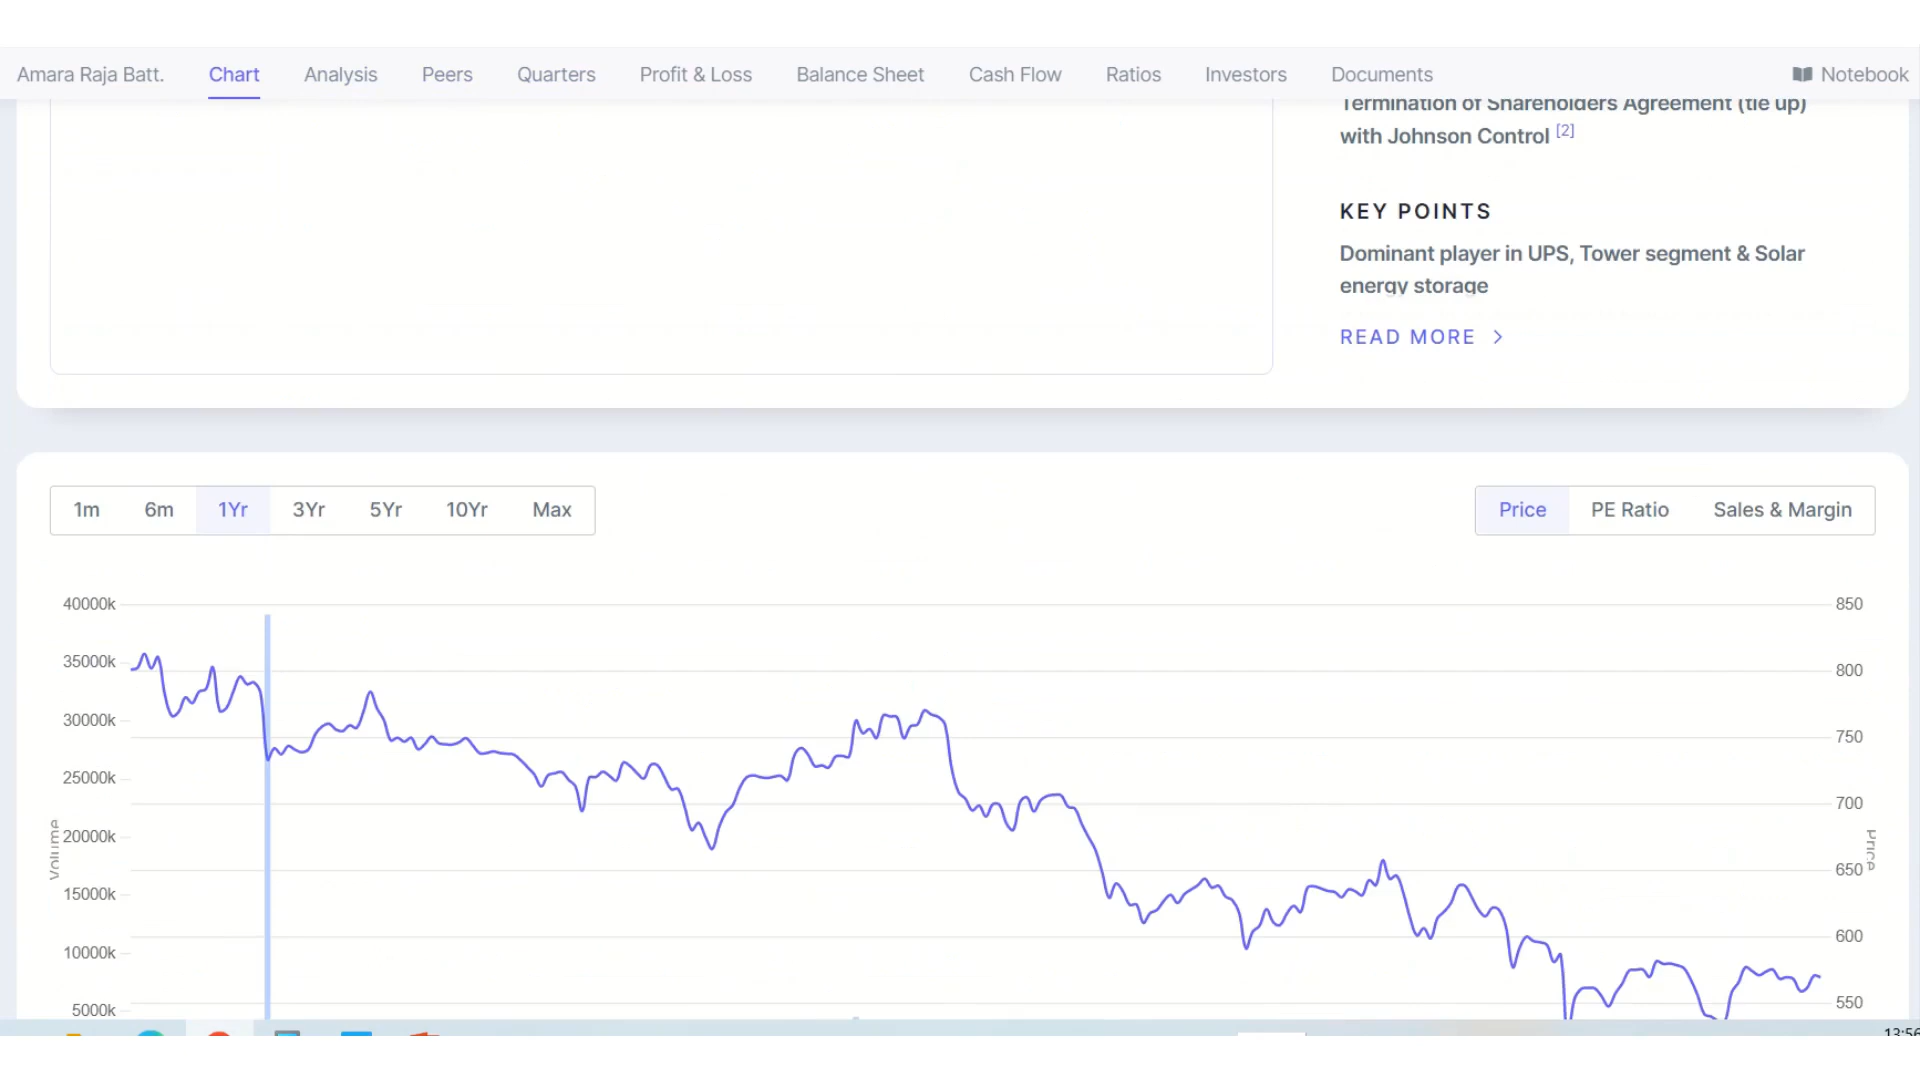 Amara Raja Batt. Chart Analysis Peers Quarters Profit & Loss Balance Sheet Cash Flow Ratios Investors Documents Notebook
Termination of Shareholders Agreement (tie up)
with Johnson Control [2]
KEY POINTS
Dominant player in UPS, Tower segment & Solar
energy storage
READ MORE
1m 6m 1Yr 3Yr 5Yr 10Yr Max
Price PE Ratio Sales & Margin
40000k
35000k
30000k
25000k
20000k
15000k
10000k
5000k
Volume
850
800
750
700
650
600
550
Price
13:56